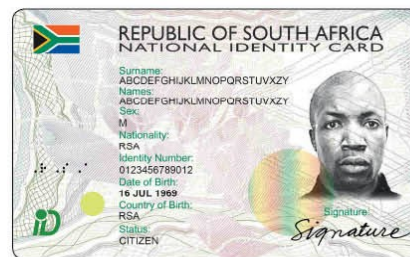 REPUBLIC OF SOUTH AFRICA
NATIONAL IDENTITY CARD
Surname:
ABCDEFGHIJKLMNOPQRSTUVXZY
Names:
ABCDEFGHIJKLMNOPQRSTUVXZY
Sex:
M
Nationality:
RSA
Identity Number:
0123456789012
Date of Birth:
16 JUL 1969
Country of Birth:
RSA
Status:
CITIZEN
iD
Signature
Signature